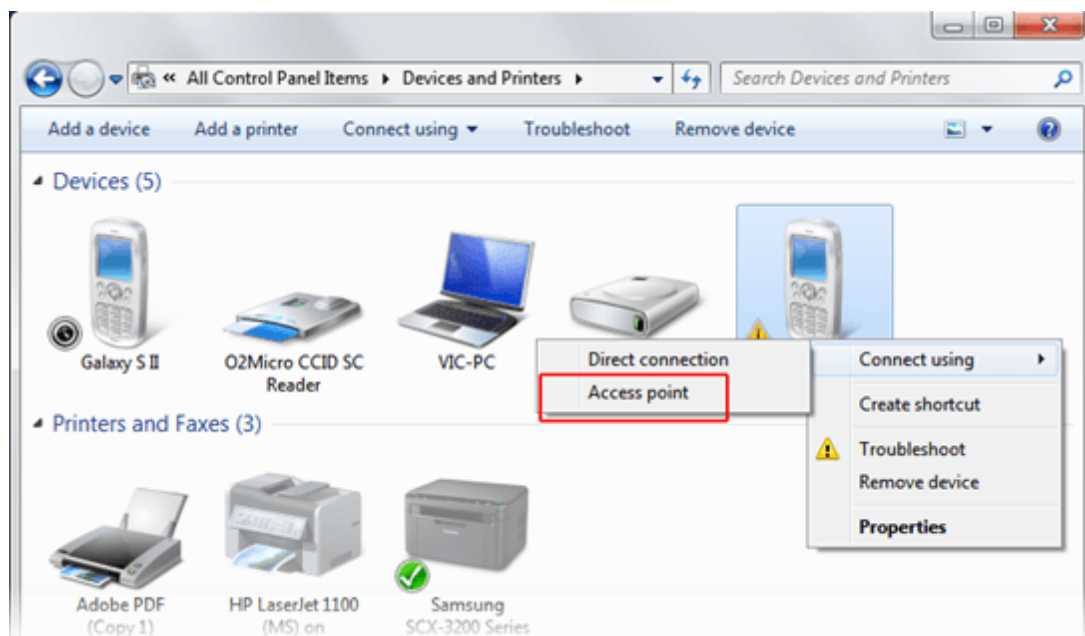 « All Control Panel Items ▸ Devices and Printers ▸
Search Devices and Printers
Add a device Add a printer Connect using Troubleshoot Remove device
Devices (5)
Galaxy S II
O2Micro CCID SC
Reader
VIC-PC
Direct connection
Access point
Connect using
Create shortcut
Troubleshoot
Remove device
Properties
Printers and Faxes (3)
Adobe PDF
(Copy 1)
HP LaserJet 1100
(MS) on
Samsung
SCX-3200 Series